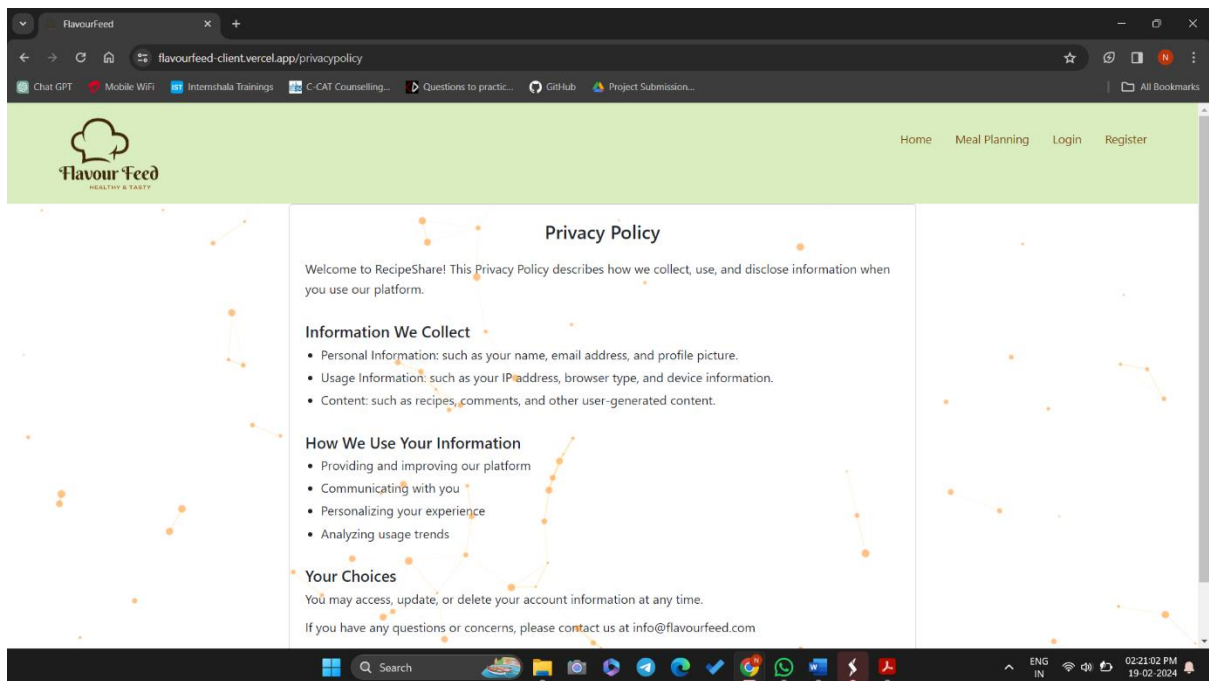 FlavourFeed
flavourfeed-client.vercel.app/privacypolicy
N
Chat GPT Mobile WiFi IST Internshala Trainings C-CAT Counselling... Questions to practic... GitHub Project Submission... All Bookmarks
Flavour Feed
HEALTHY & TASTY
Home Meal Planning Login Register
Privacy Policy
Welcome to RecipeShare! This Privacy Policy describes how we collect, use, and disclose information when
you use our platform.
Information We Collect
• Personal Information: such as your name, email address, and profile picture.
• Usage Information: such as your IP address, browser type, and device information.
• Content: such as recipes, comments, and other user-generated content.
How We Use Your Information
• Providing and improving our platform
• Communicating with you
• Personalizing your experience
• Analyzing usage trends
Your Choices
You may access, update, or delete your account information at any time.
If you have any questions or concerns, please contact us at info@flavourfeed.com
Search
ENG
IN
02:21:02 PM
19-02-2024